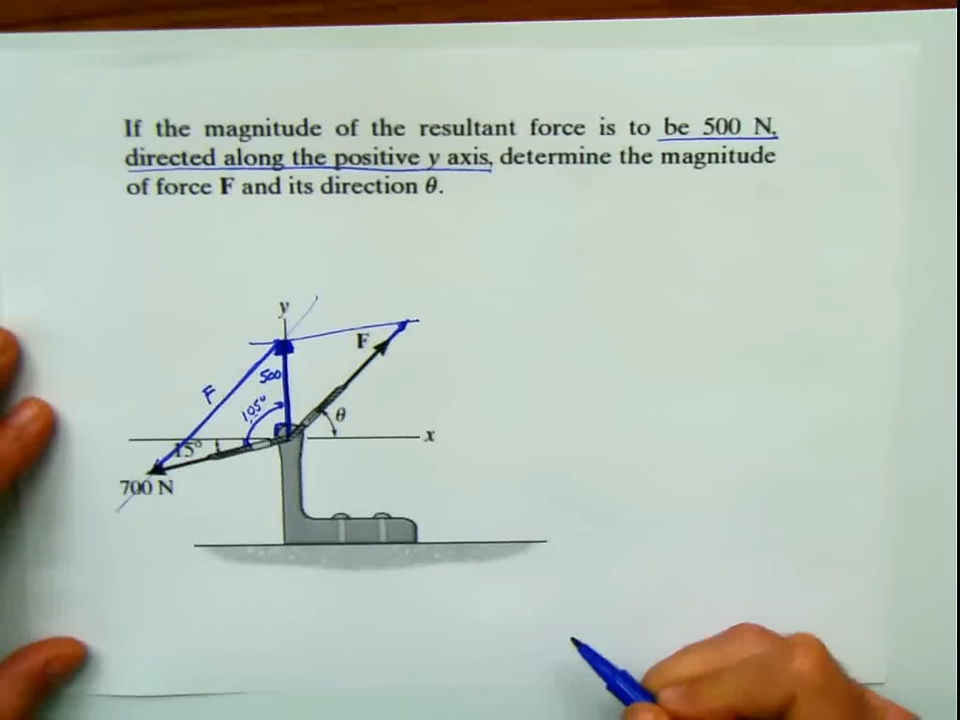 If the magnitude of the resultant force is to be 500 N,
directed along the positive y axis, determine the magnitude
of force F and its direction θ.
y
F
500
F
105°
θ
15°
x
700 N